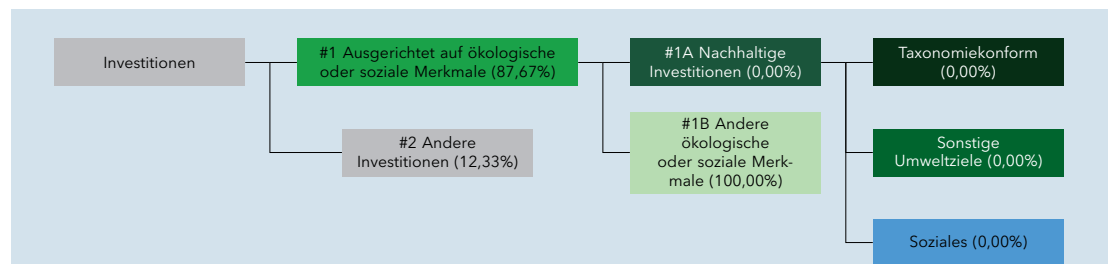 Investitionen
#1 Ausgerichtet auf ökologische
oder soziale Merkmale (87,67%)
#1A Nachhaltige
Investitionen (0,00%)
Taxonomiekonform
(0,00%)
#2 Andere
Investitionen (12,33%)
#1B Andere
ökologische
oder soziale Merk-
male (100,00%)
Sonstige
Umweltziele (0,00%)
Soziales (0,00%)